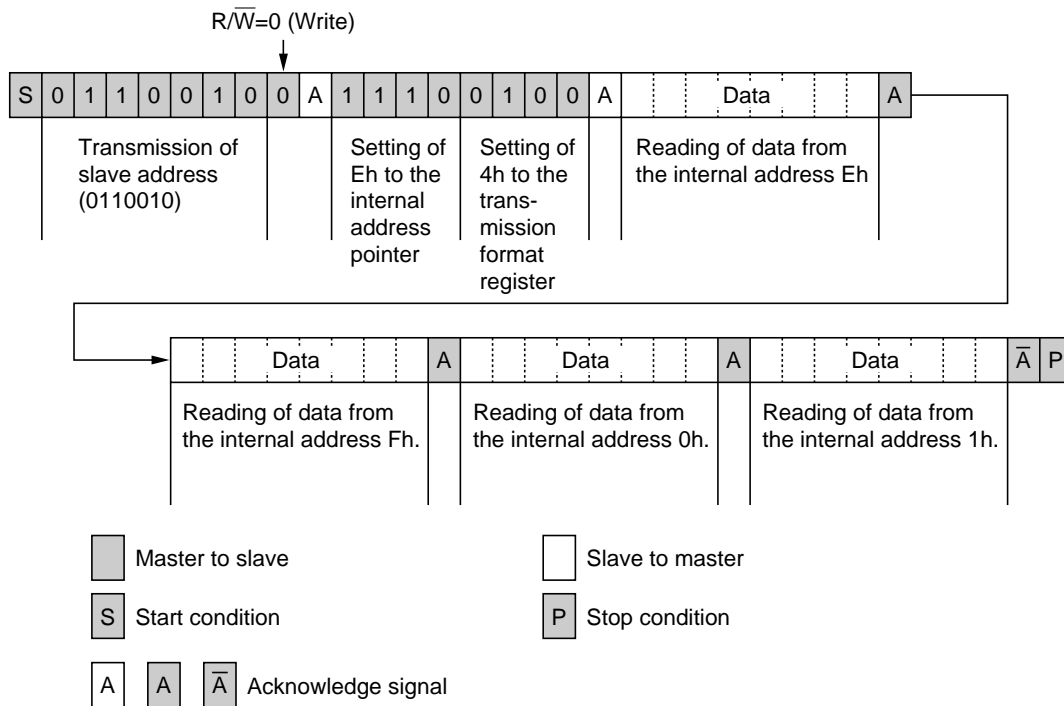 R/W̅=0 (Write)
S 0 1 1 0 0 1 0 0 A 1 1 1 0 0 1 0 0 A Data A
Transmission of
slave address
(0110010)
Setting of
Eh to the
internal
address
pointer
Setting of
4h to the
trans-
mission
format
register
Reading of data from
the internal address Eh
Data A Data A Data A̅ P
Reading of data from
the internal address Fh.
Reading of data from
the internal address 0h.
Reading of data from
the internal address 1h.
Master to slave
Slave to master
S Start condition
P Stop condition
A A A̅ Acknowledge signal